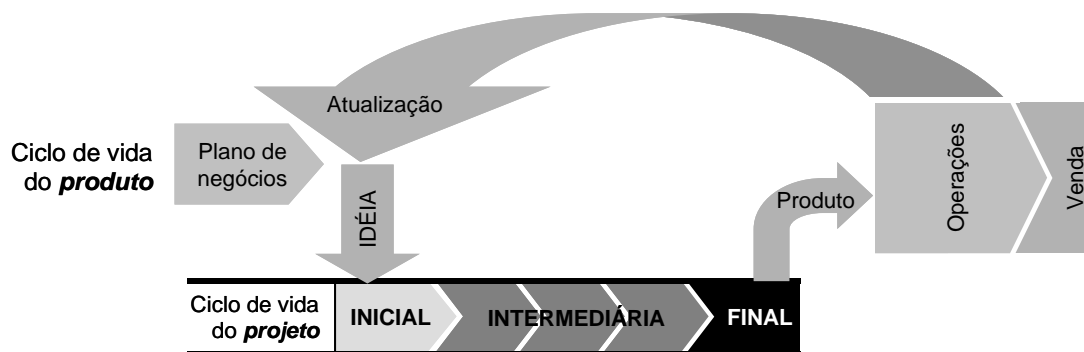 Atualização
Ciclo de vida
do produto
Plano de
negócios
IDÉIA
Produto
Operações
Venda
Ciclo de vida
do projeto
INICIAL
INTERMEDIÁRIA
FINAL